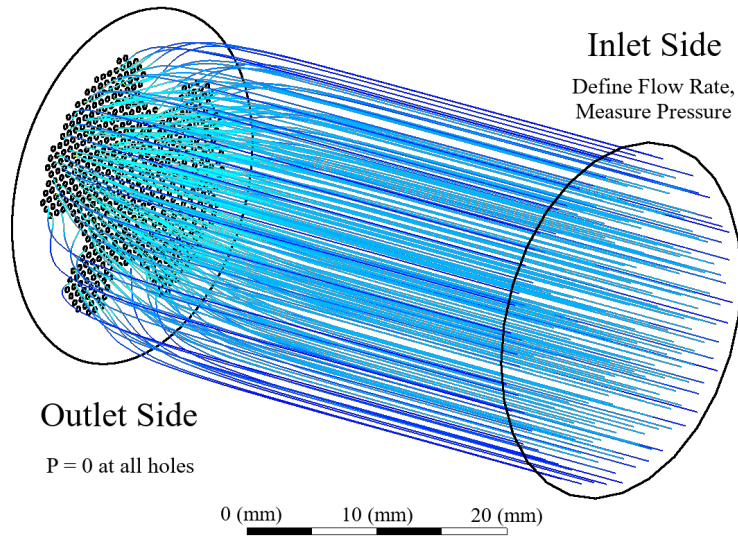 Inlet Side
Define Flow Rate,
Measure Pressure
Outlet Side
P = 0 at all holes
0 (mm) 10 (mm) 20 (mm)